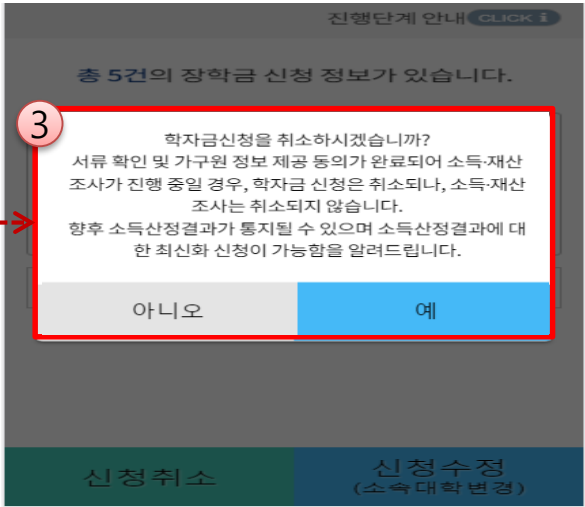 진행단계 안내 CLICK i
총 5건의 장학금 신청 정보가 있습니다.
3
학자금신청을 취소하시겠습니까?
서류 확인 및 가구원 정보 제공 동의가 완료되어 소득·재산
조사가 진행 중일 경우, 학자금 신청은 취소되나, 소득·재산
조사는 취소되지 않습니다.
향후 소득산정결과가 통지될 수 있으며 소득산정결과에 대
한 최신화 신청이 가능함을 알려드립니다.
아니오 예
신청취소 신청수정
(소속대학변경)